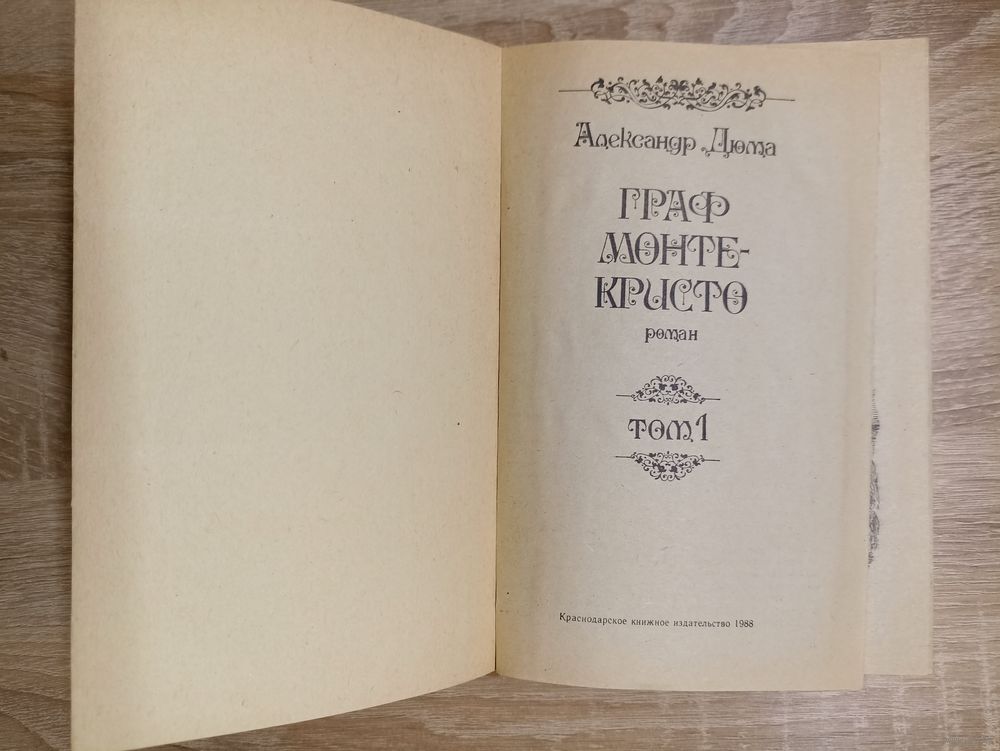 Александр Дюма
ГРАФ
МОНТЕ-
КРИСТО
роман
ТОМ 1
Краснодарское книжное издательство 1988